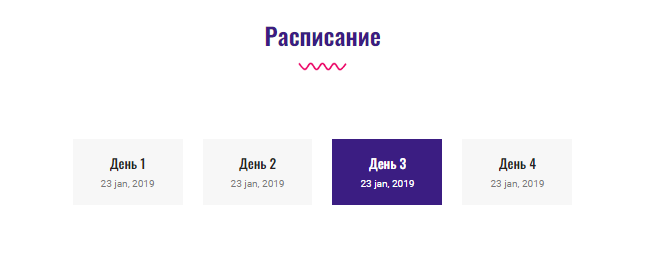 Расписание
День 1
23 jan, 2019
День 2
23 jan, 2019
День 3
23 jan, 2019
День 4
23 jan, 2019